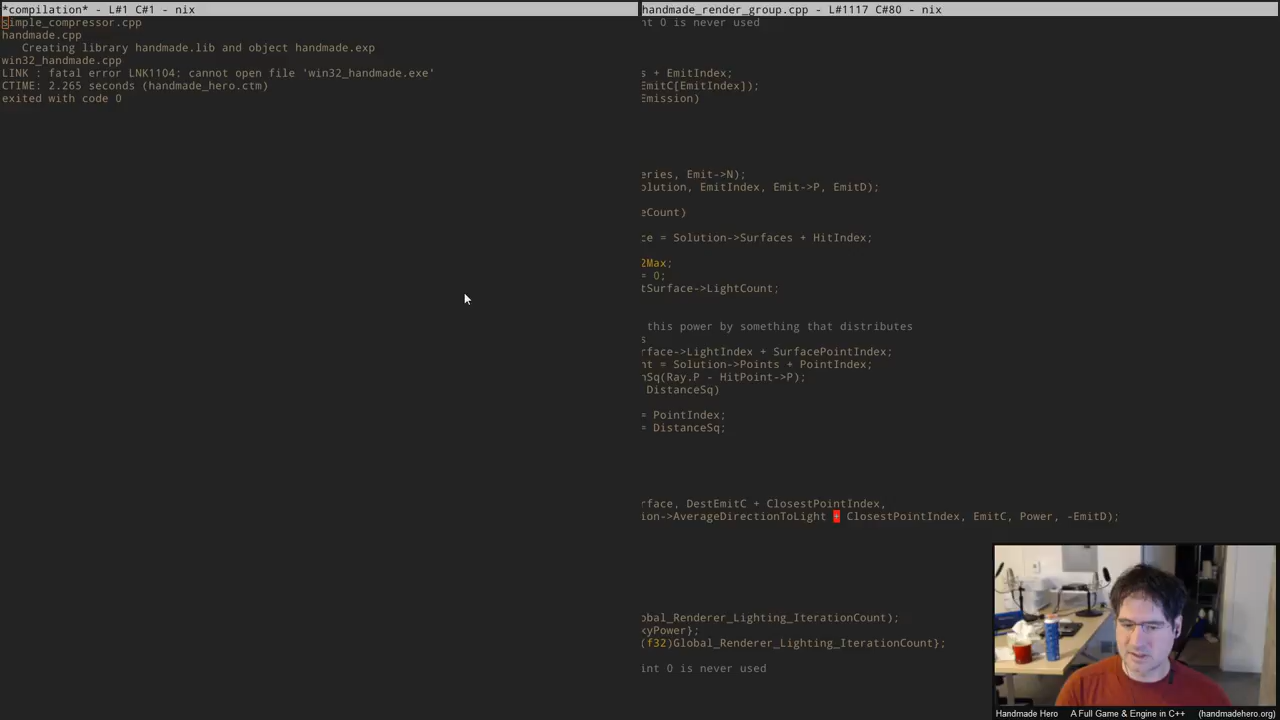 *compilation* - L#1 C#1 - nix
simple_compressor.cpp
handmade.cpp
   Creating library handmade.lib and object handmade.exp
win32_handmade.cpp
LINK : fatal error LNK1104: cannot open file 'win32_handmade.exe'
CTIME: 2.265 seconds (handmade_hero.ctm)
exited with code 0
handmade_render_group.cpp - L#1117 C#80 - nix
int 0 is never used
s + EmitIndex;
EmitC[EmitIndex]);
Emission)
eries, Emit->N);
olution, EmitIndex, Emit->P, EmitD);
eCount)
ce = Solution->Surfaces + HitIndex;
2Max;
= 0;
tSurface->LightCount;
this power by something that distributes
s
rface->LightIndex + SurfacePointIndex;
nt = Solution->Points + PointIndex;
hSq(Ray.P - HitPoint->P);
DistanceSq)
= PointIndex;
= DistanceSq;
rface, DestEmitC + ClosestPointIndex,
ion->AverageDirectionToLight + ClosestPointIndex, EmitC, Power, -EmitD);
obal_Renderer_Lighting_IterationCount);
kyPower};
(f32)Global_Renderer_Lighting_IterationCount};
int 0 is never used
Handmade Hero   A Full Game & Engine in C++   (handmadehero.org)